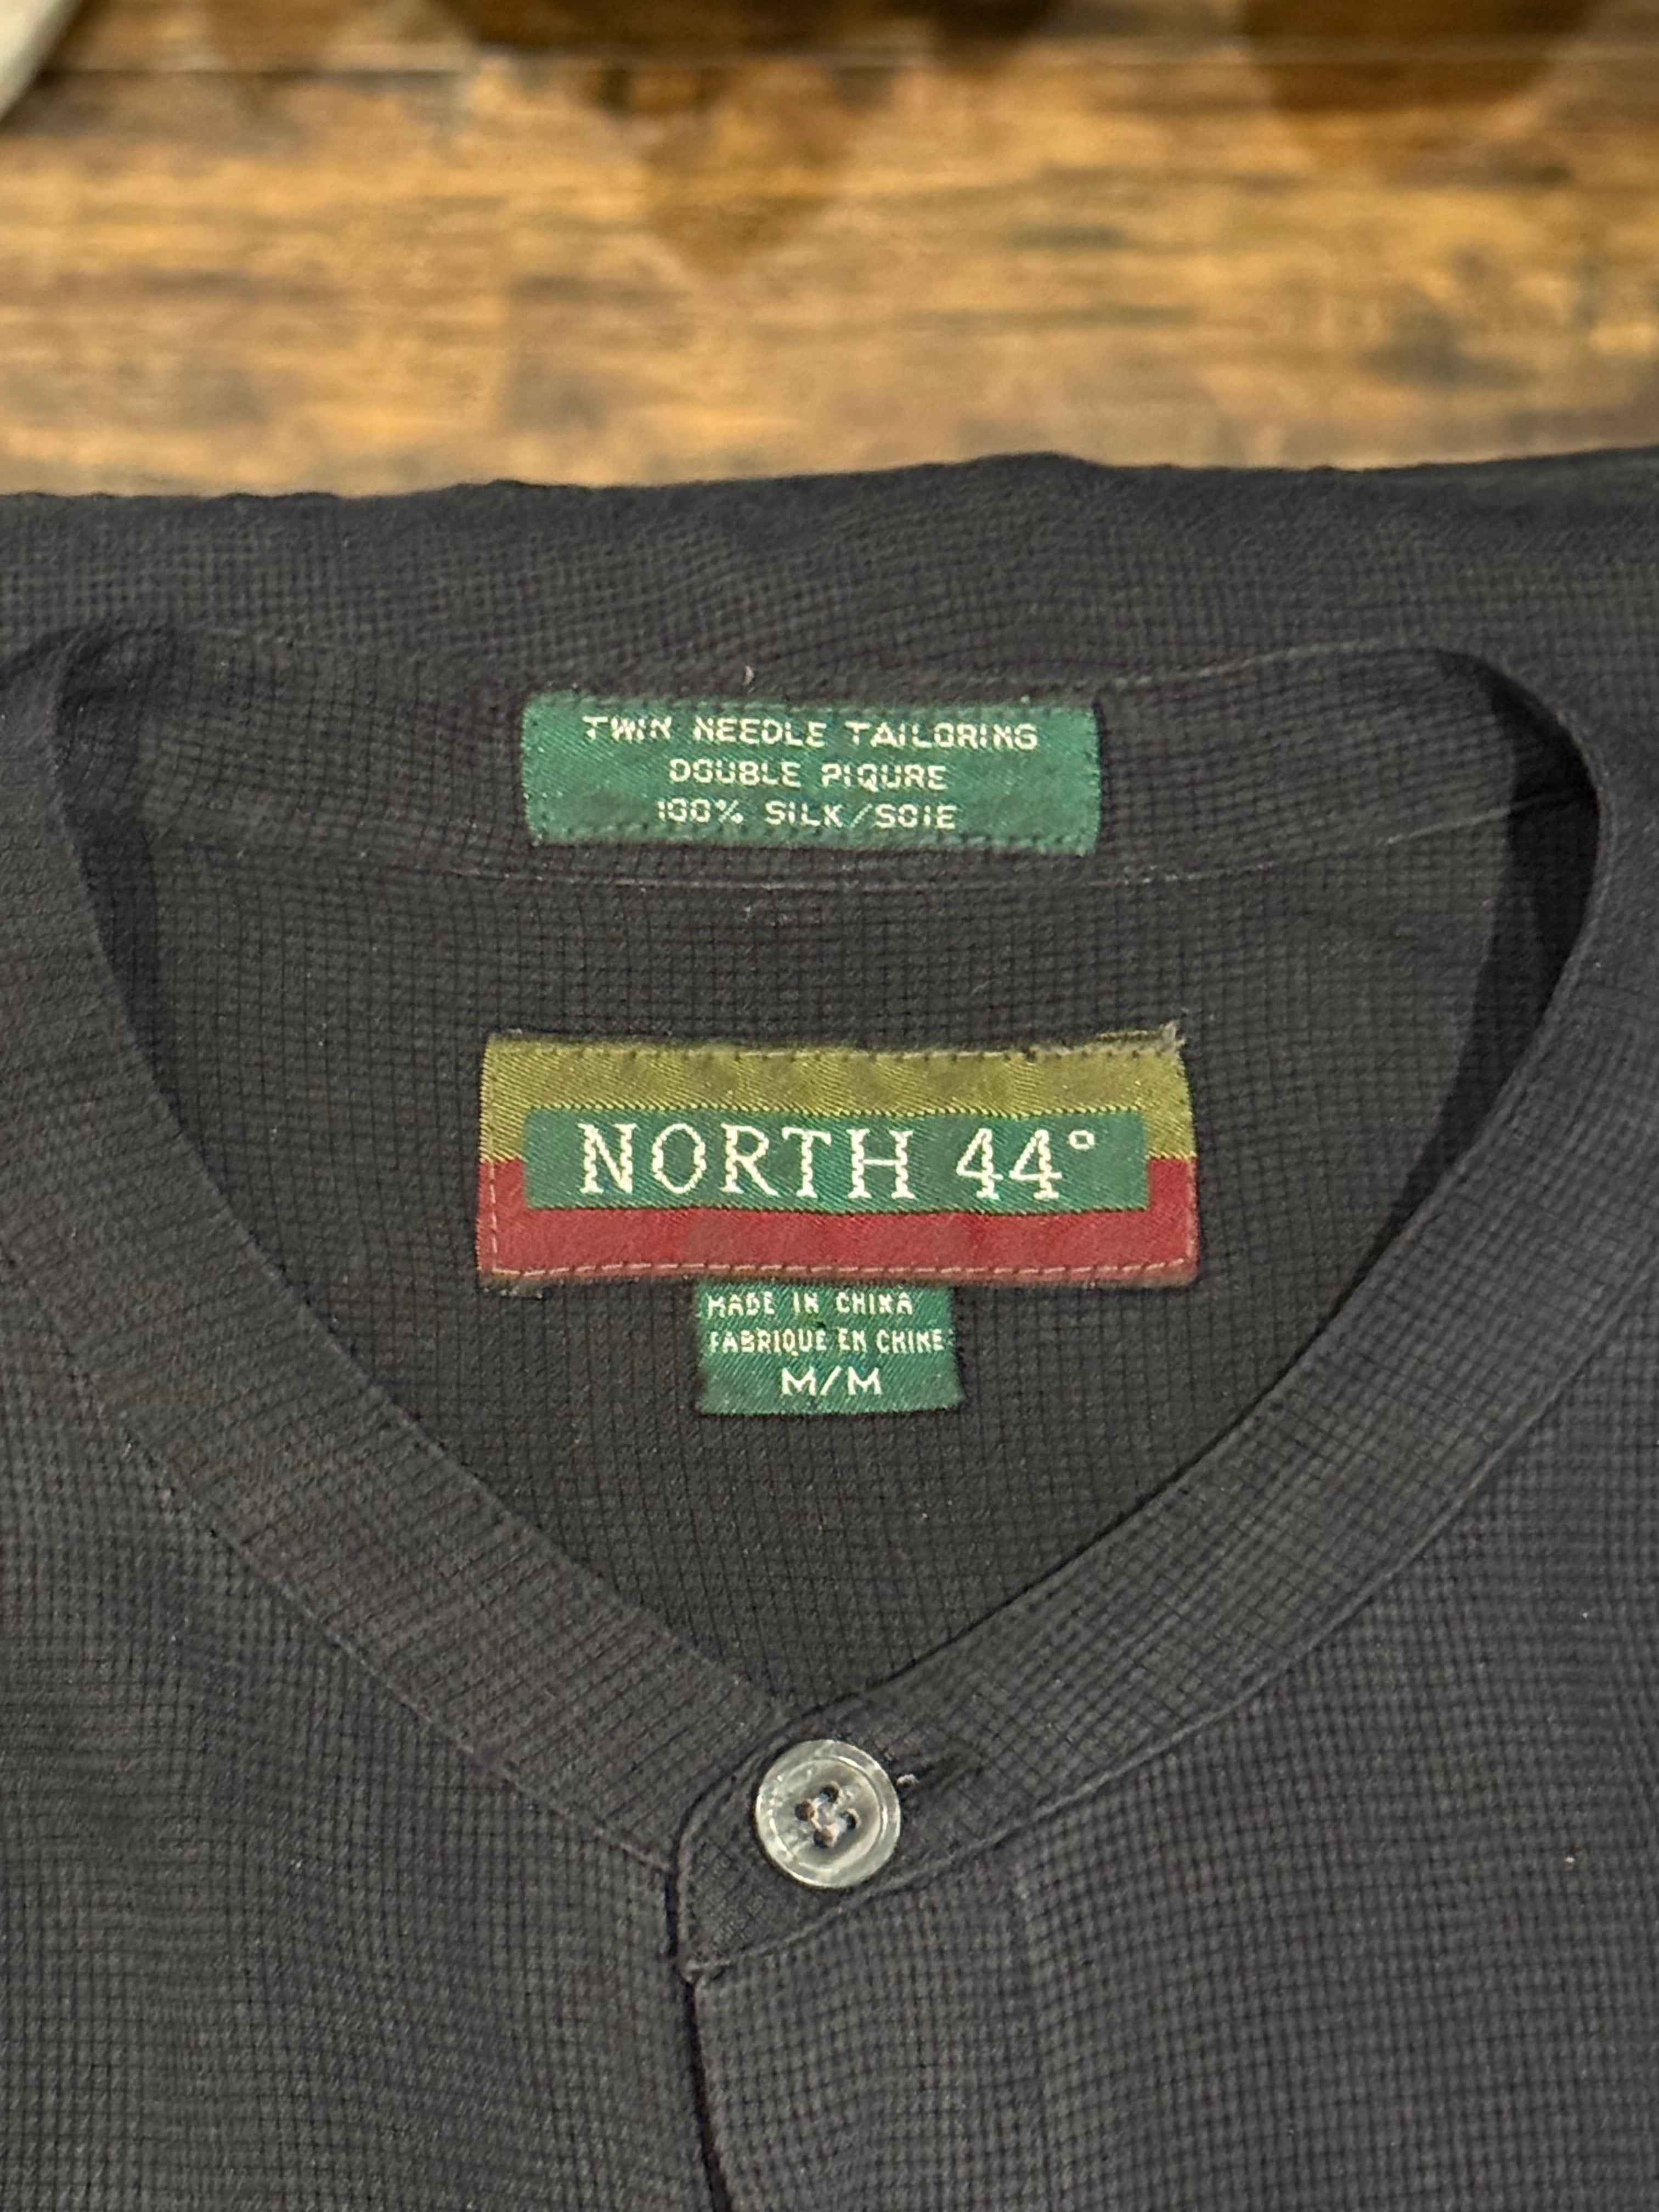 TWIN NEEDLE TAILORING
DOUBLE PIQURE
100% SILK/SOIE
NORTH 44°
MADE IN CHINA
FABRIQUE EN CHINE
M/M